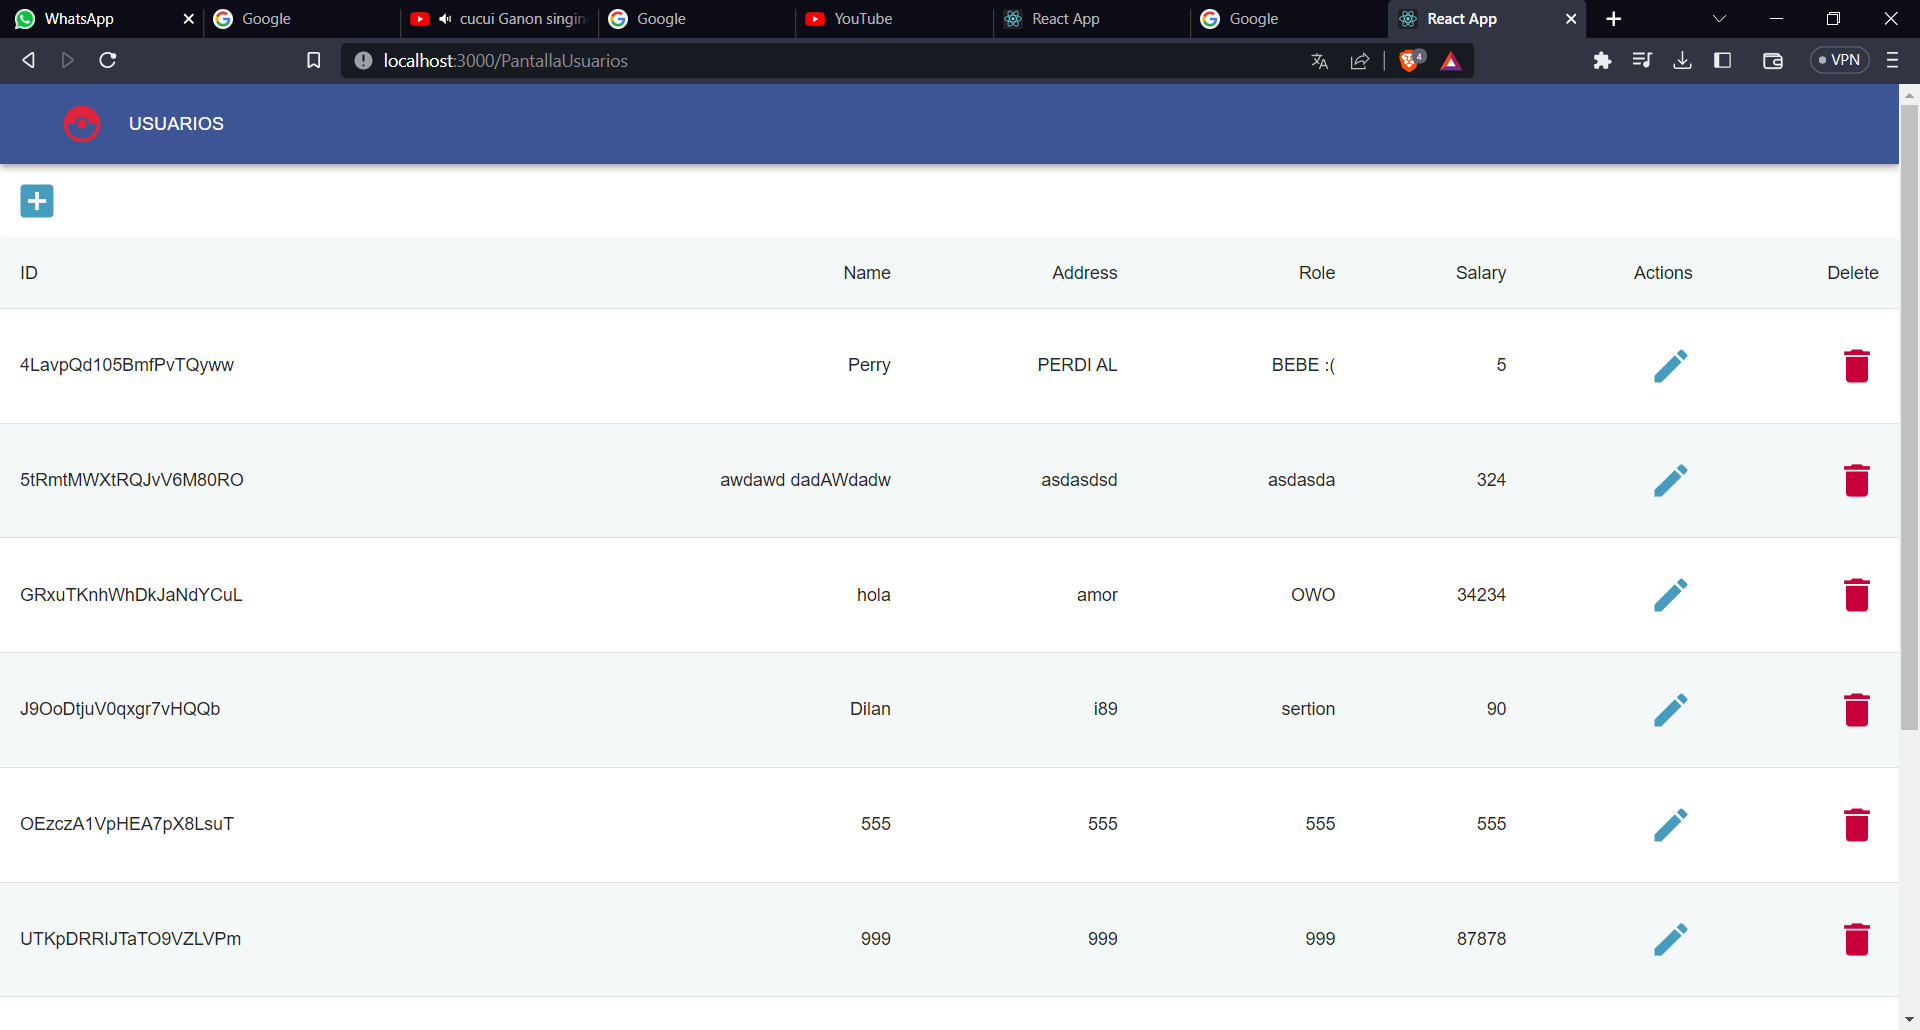 WhatsApp
Google
cucui Ganon singin
Google
YouTube
React App
Google
React App
localhost:3000/PantallaUsuarios
4
VPN
USUARIOS
ID Name Address Role Salary Actions Delete
4LavpQd105BmfPvTQyww Perry PERDI AL BEBE :( 5
5tRmtMWXtRQJvV6M80RO awdawd dadAWdadw asdasdsd asdasda 324
GRxuTKnhWhDkJaNdYCuL hola amor OWO 34234
J9OoDtjuV0qxgr7vHQQb Dilan i89 sertion 90
OEzczA1VpHEA7pX8LsuT 555 555 555 555
UTKpDRRIJTaTO9VZLVPm 999 999 999 87878